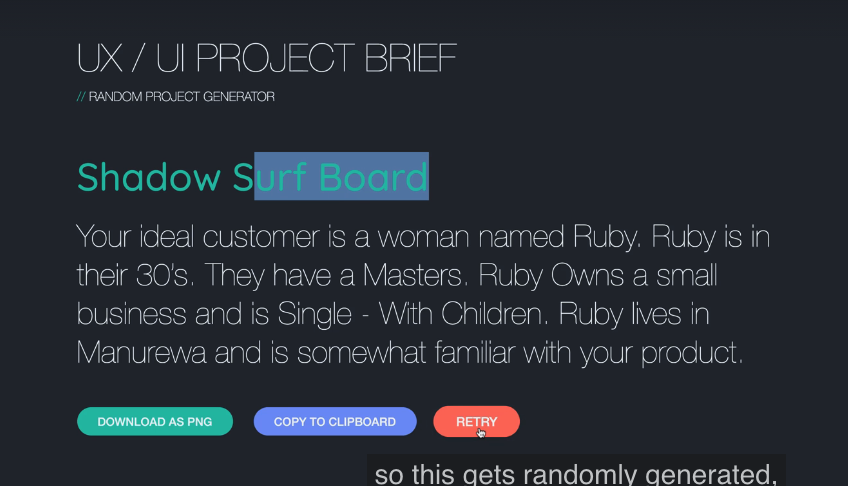 UX / UI PROJECT BRIEF
// RANDOM PROJECT GENERATOR
Shadow Surf Board
Your ideal customer is a woman named Ruby. Ruby is in
their 30's. They have a Masters. Ruby Owns a small
business and is Single - With Children. Ruby lives in
Manurewa and is somewhat familiar with your product.
DOWNLOAD AS PNG COPY TO CLIPBOARD RETRY
so this gets randomly generated,